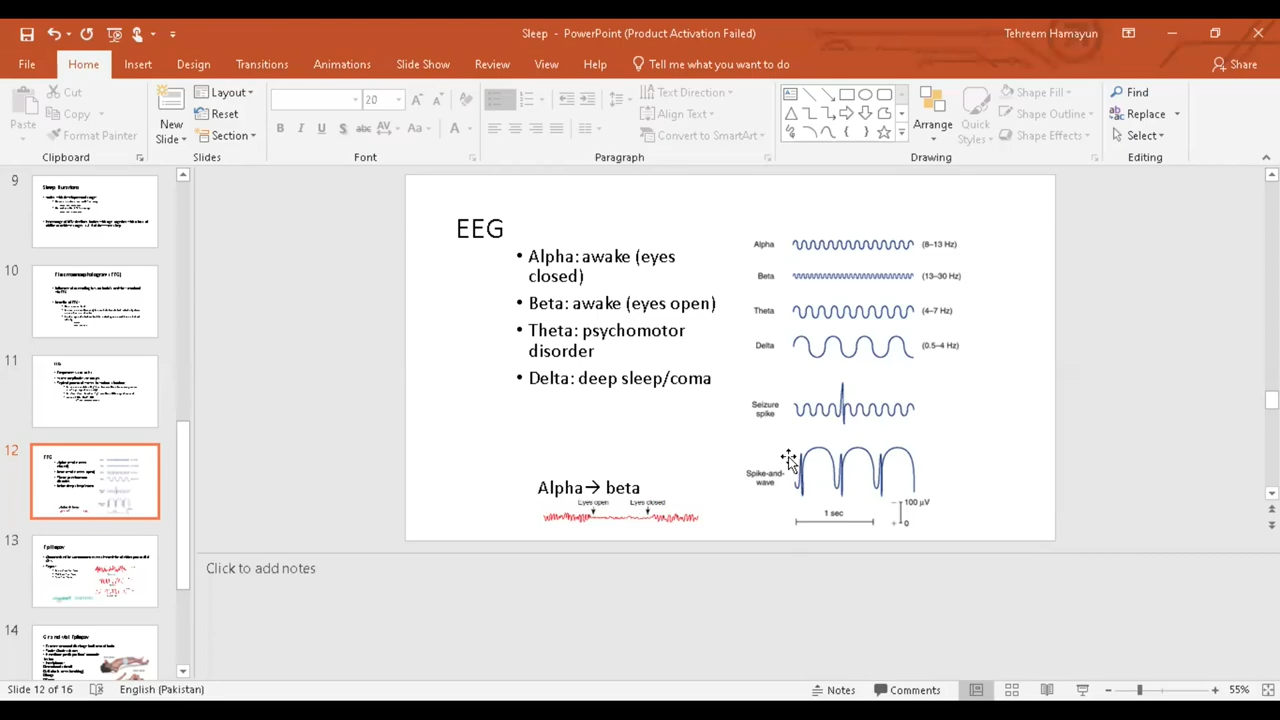 Sleep - PowerPoint (Product Activation Failed)
Tehreem Hamayun
File Home Insert Design Transitions Animations Slide Show Review View Help Tell me what you want to do Share
Paste
Cut
Copy
Format Painter
Clipboard
New Slide
Layout
Reset
Section
Slides
20
B I U S abc AV Aa A
Font
Paragraph
Text Direction
Align Text
Convert to SmartArt
Arrange
Quick Styles
Shape Fill
Shape Outline
Shape Effects
Drawing
Find
Replace
Select
Editing
9
10
11
12
EEG
13
Epilepsy
14
EEG
• Alpha: awake (eyes
closed)
• Beta: awake (eyes open)
• Theta: psychomotor
disorder
• Delta: deep sleep/coma
Alpha→ beta
Eyes open Eyes closed
Alpha (8–13 Hz)
Beta (13–30 Hz)
Theta (4–7 Hz)
Delta (0.5–4 Hz)
Seizure
spike
Spike-and-
wave
1 sec
100 µV
0
Click to add notes
Slide 12 of 16 English (Pakistan) Notes Comments 55%